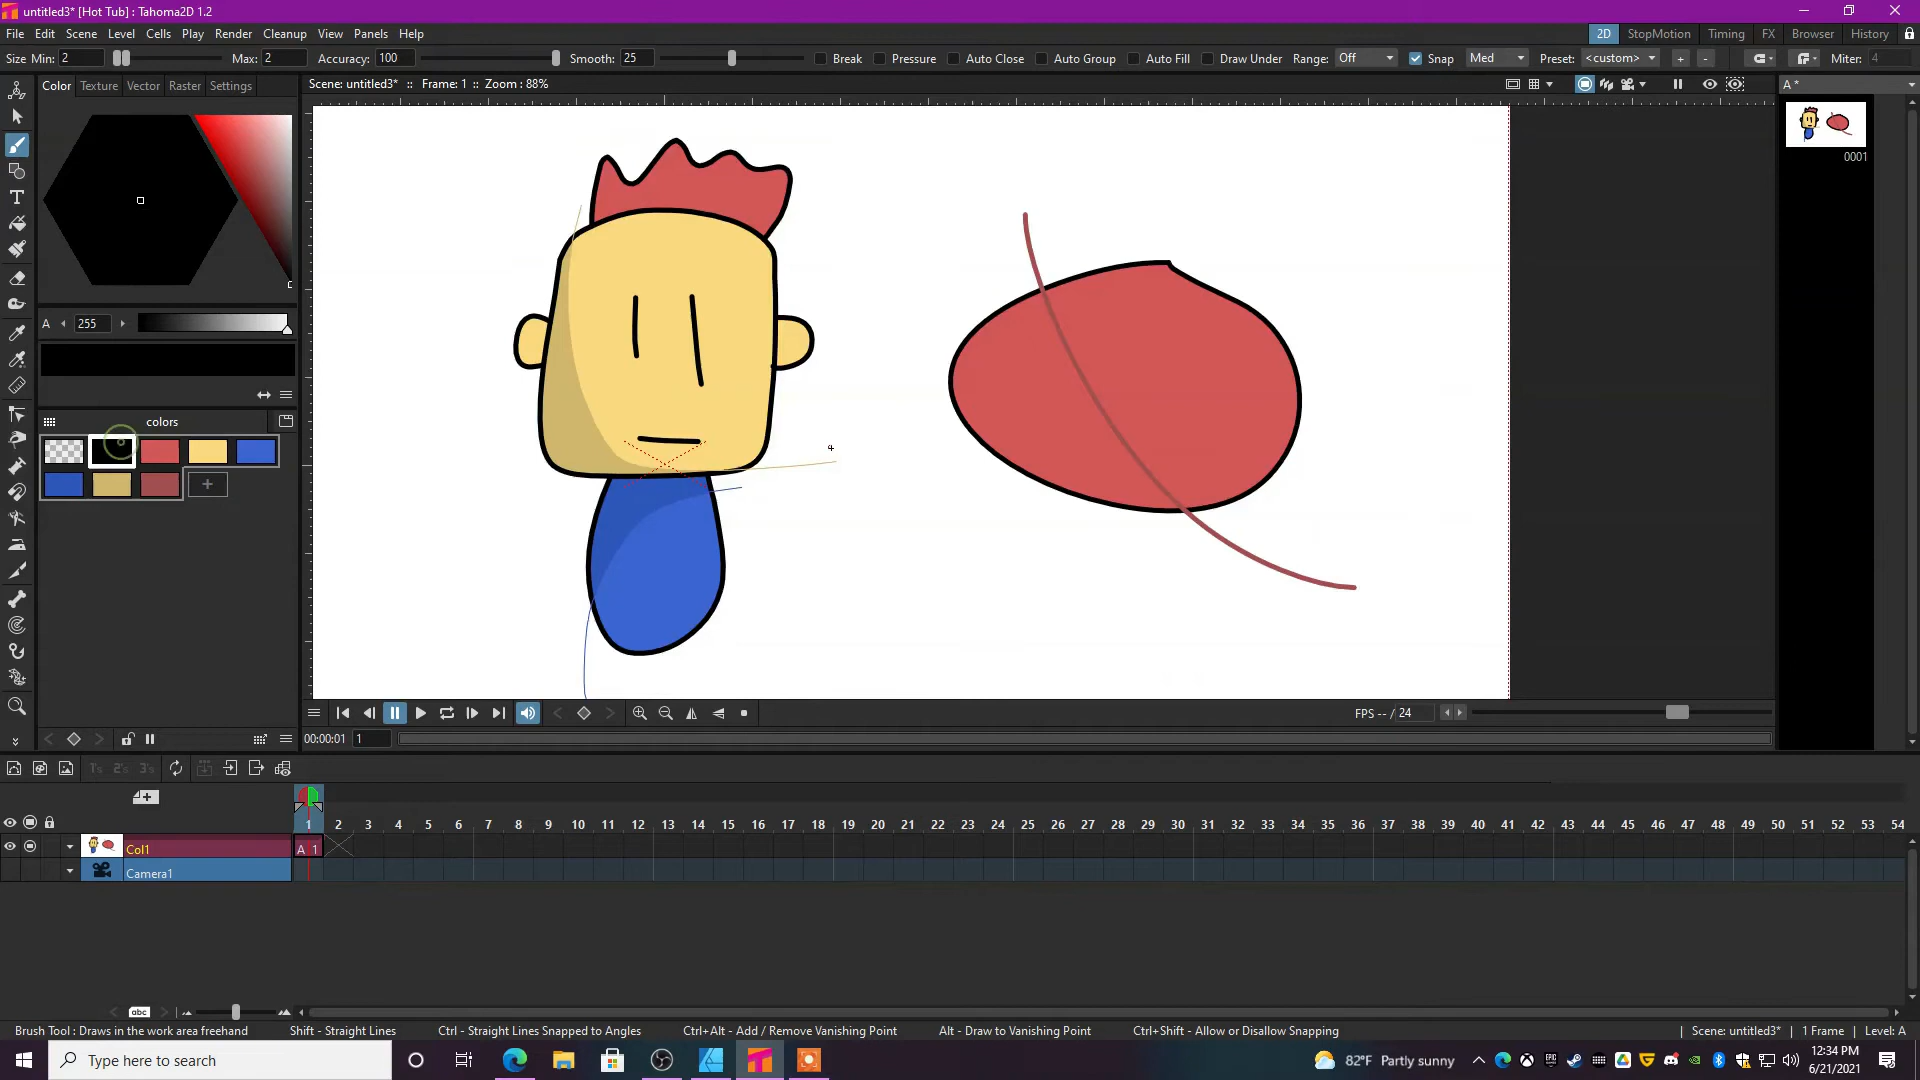 untitled3* [Hot Tub] : Tahoma2D 1.2
File Edit Scene Level Cells Play Render Cleanup View Panels Help
2D StopMotion Timing FX Browser History
Size Min: 2 Max: 2 Accuracy: 100 Smooth: 25 Break Pressure Auto Close Auto Group Auto Fill Draw Under Range: Off Snap Med Preset: <custom> + - Miter: 4
Color Texture Vector Raster Settings
Scene: untitled3* :: Frame: 1 :: Zoom : 88%
A *
0001
A 255
colors
+
FPS -- / 24
00:00:01 1
1's 2's 3's
1 2 3 4 5 6 7 8 9 10 11 12 13 14 15 16 17 18 19 20 21 22 23 24 25 26 27 28 29 30 31 32 33 34 35 36 37 38 39 40 41 42 43 44 45 46 47 48 49 50 51 52 53 54
Col1 A 1
Camera1
abc
Brush Tool : Draws in the work area freehand Shift - Straight Lines Ctrl - Straight Lines Snapped to Angles Ctrl+Alt - Add / Remove Vanishing Point Alt - Draw to Vanishing Point Ctrl+Shift - Allow or Disallow Snapping Scene: untitled3* 1 Frame Level: A
Type here to search
82°F Partly sunny
12:34 PM
6/21/2021